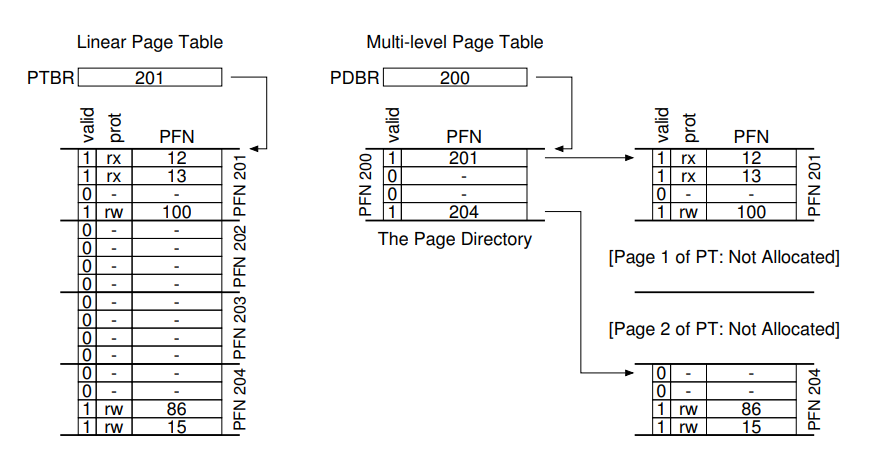 Linear Page Table
PTBR 201
valid prot PFN
1 rx 12
1 rx 13
0 - -
1 rw 100
PFN 201
0 - -
0 - -
0 - -
0 - -
PFN 202
0 - -
0 - -
0 - -
0 - -
PFN 203
0 - -
0 - -
1 rw 86
1 rw 15
PFN 204
Multi-level Page Table
PDBR 200
valid PFN
PFN 200
1 201
0 -
0 -
1 204
The Page Directory
valid prot PFN
1 rx 12
1 rx 13
0 - -
1 rw 100
PFN 201
[Page 1 of PT: Not Allocated]
[Page 2 of PT: Not Allocated]
0 - -
0 - -
1 rw 86
1 rw 15
PFN 204